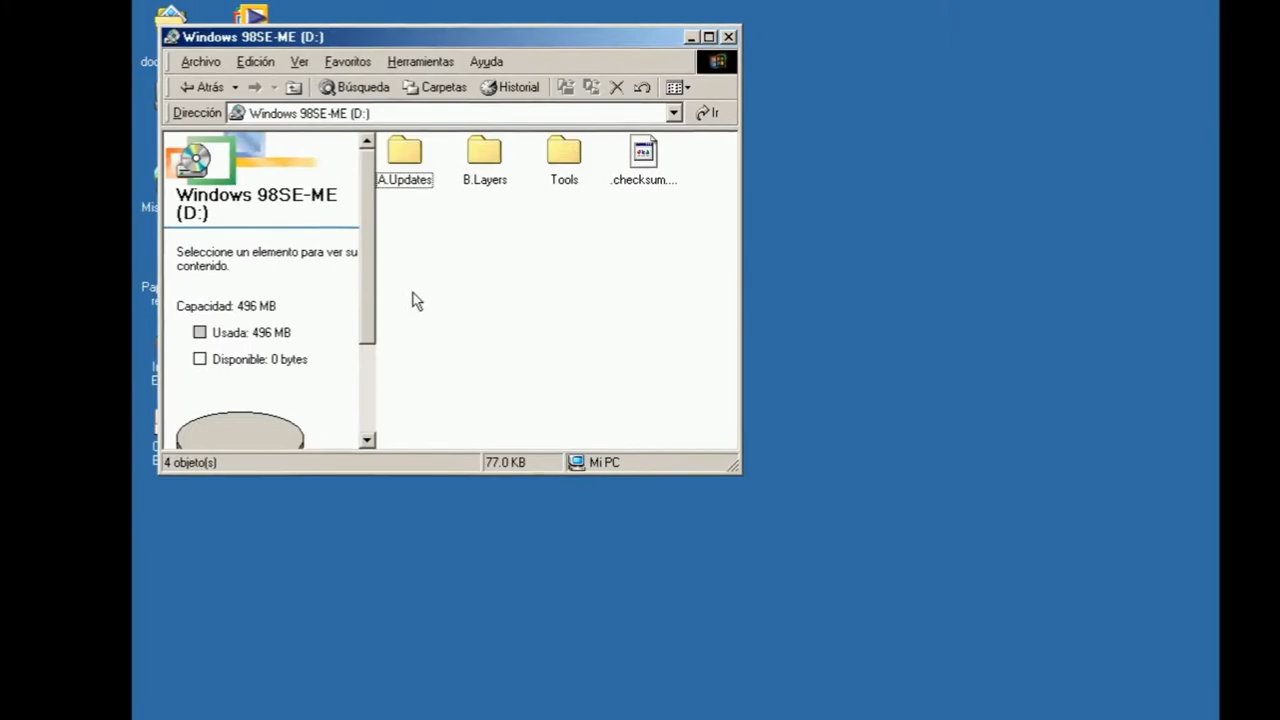 Windows 98SE-ME (D:)
Archivo Edición Ver Favoritos Herramientas Ayuda
Atrás Búsqueda Carpetas Historial
Dirección Windows 98SE-ME (D:) Ir
Windows 98SE-ME
(D:)
Seleccione un elemento para ver su
contenido.
Capacidad: 496 MB
Usada: 496 MB
Disponible: 0 bytes
A.Updates B.Layers Tools .checksum....
4 objeto(s) 77.0 KB Mi PC